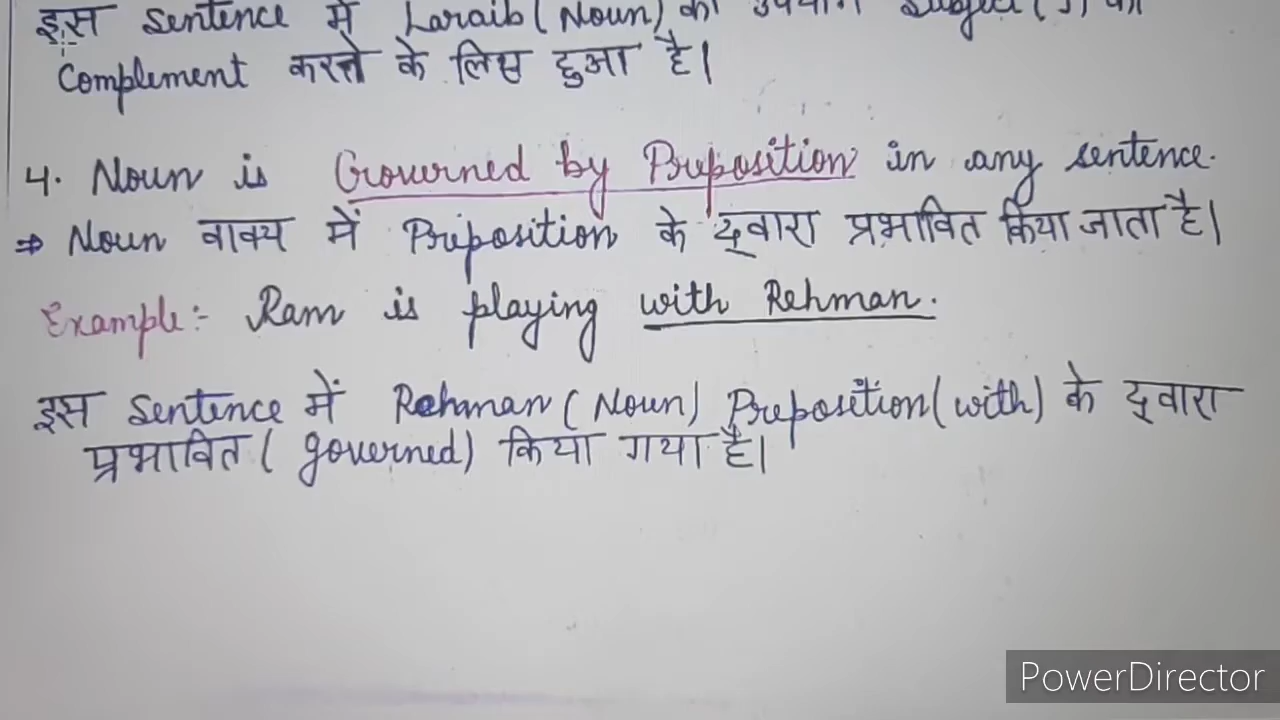 इस sentence में Laraib (Noun) का उपयोग Subject (I) को
Complement करने के लिए हुआ है।
4. Noun is Governed by Preposition in any sentence.
⇒ Noun वाक्य में Preposition के द्वारा प्रभावित किया जाता है।
Example:- Ram is playing with Rehman.
इस sentence में Rehman (Noun) Preposition (with) के द्वारा
प्रभावित (governed) किया गया है।
PowerDirector